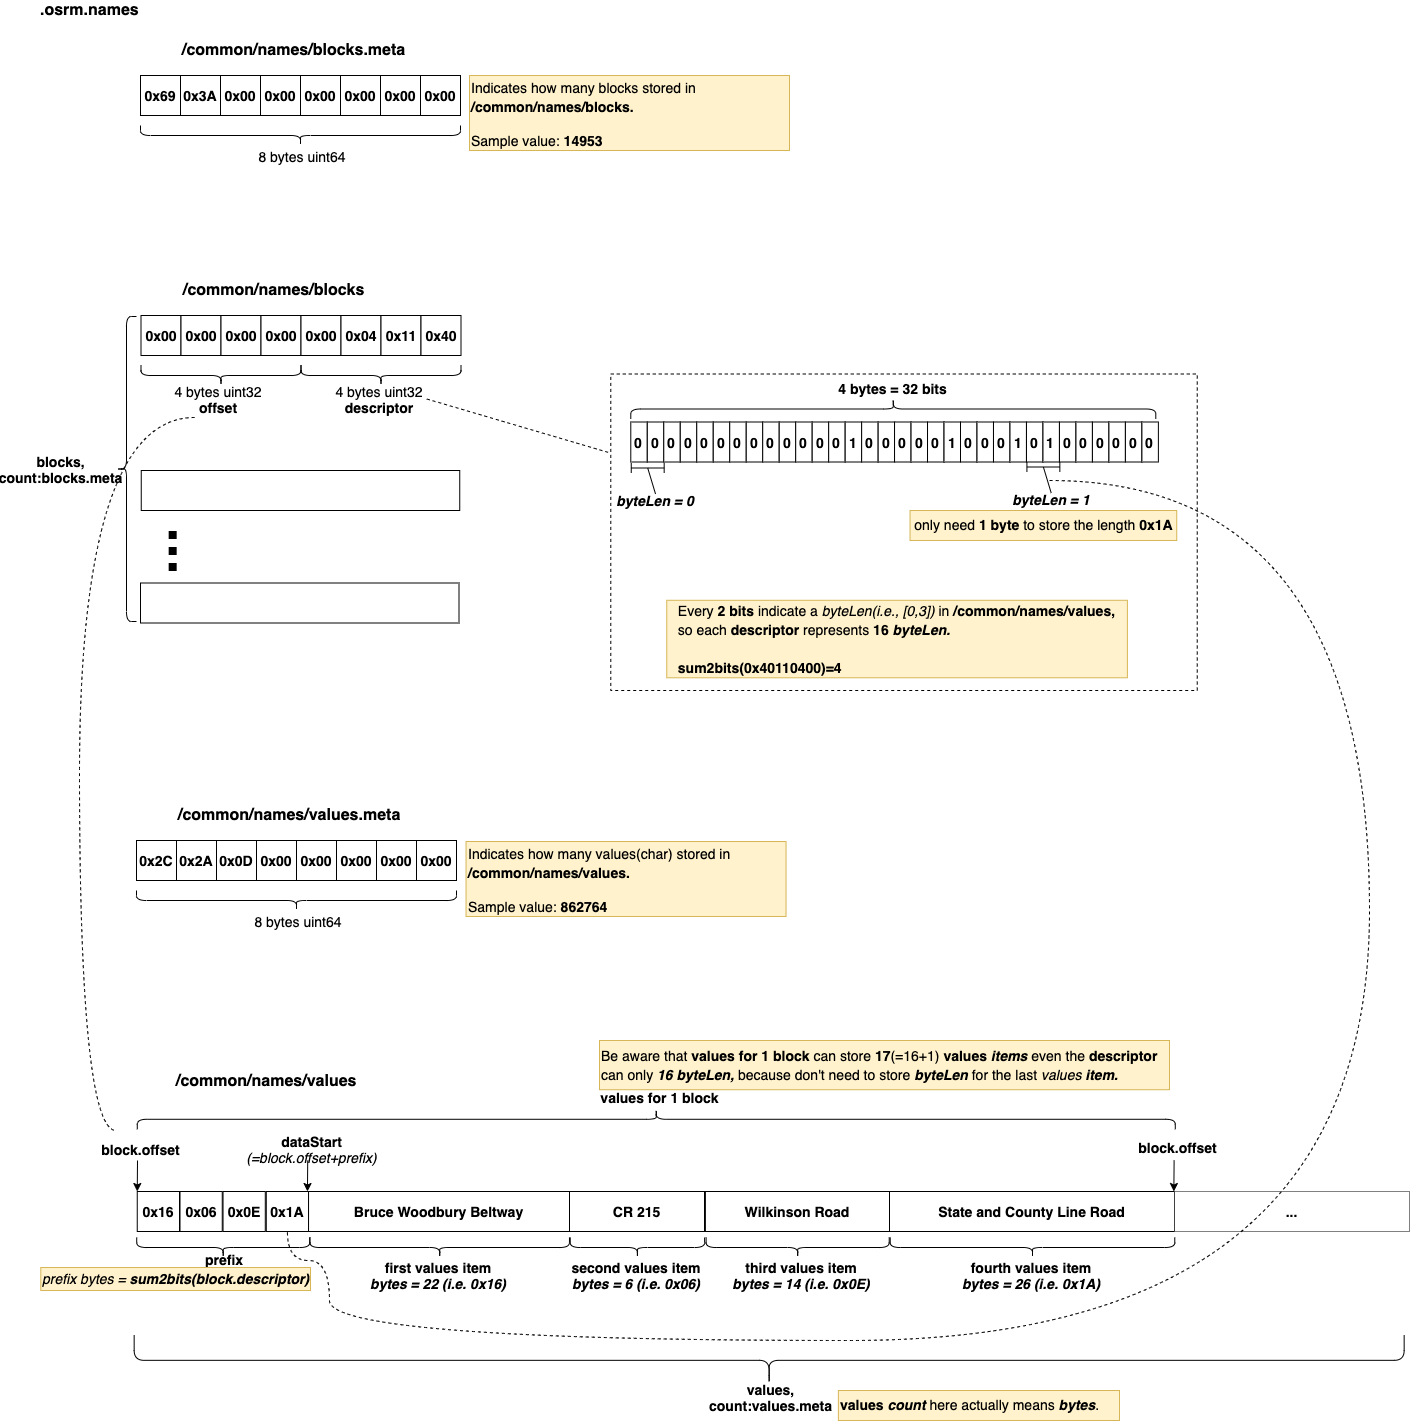 .osrm.names
/common/names/blocks.meta
0x69 0x3A 0x00 0x00 0x00 0x00 0x00 0x00
8 bytes uint64
Indicates how many blocks stored in
/common/names/blocks.
Sample value: 14953
/common/names/blocks
0x00 0x00 0x00 0x00 0x00 0x04 0x11 0x40
4 bytes uint32
offset
4 bytes uint32
descriptor
blocks,
count:blocks.meta
4 bytes = 32 bits
0 0 0 0 0 0 0 0 0 0 0 0 0 1 0 0 0 0 0 1 0 0 0 1 0 1 0 0 0 0 0 0
byteLen = 0
byteLen = 1
only need 1 byte to store the length 0x1A
Every 2 bits indicate a byteLen(i.e., [0,3]) in /common/names/values,
so each descriptor represents 16 byteLen.
sum2bits(0x40110400)=4
/common/names/values.meta
0x2C 0x2A 0x0D 0x00 0x00 0x00 0x00 0x00
8 bytes uint64
Indicates how many values(char) stored in
/common/names/values.
Sample value: 862764
Be aware that values for 1 block can store 17(=16+1) values items even the descriptor
can only 16 byteLen, because don't need to store byteLen for the last values item.
/common/names/values
values for 1 block
block.offset
dataStart
(=block.offset+prefix)
block.offset
0x16 0x06 0x0E 0x1A Bruce Woodbury Beltway CR 215 Wilkinson Road State and County Line Road ...
prefix
prefix bytes = sum2bits(block.descriptor)
first values item
bytes = 22 (i.e. 0x16)
second values item
bytes = 6 (i.e. 0x06)
third values item
bytes = 14 (i.e. 0x0E)
fourth values item
bytes = 26 (i.e. 0x1A)
values,
count:values.meta
values count here actually means bytes.